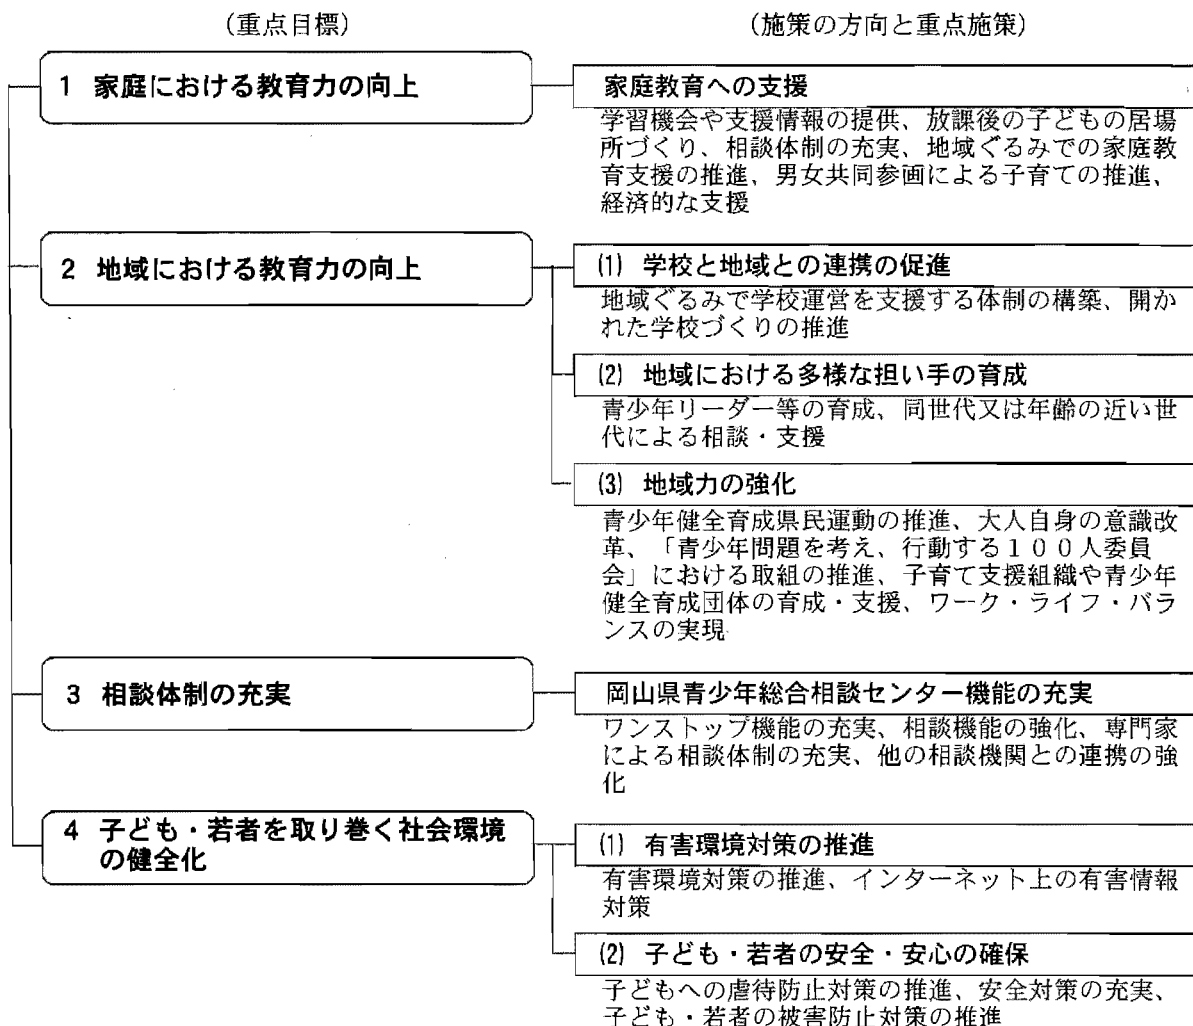 (重点目標)
(施策の方向と重点施策)
1 家庭における教育力の向上
家庭教育への支援
学習機会や支援情報の提供、放課後の子どもの居場
所づくり、相談体制の充実、地域ぐるみでの家庭教
育支援の推進、男女共同参画による子育ての推進、
経済的な支援
2 地域における教育力の向上
(1) 学校と地域との連携の促進
地域ぐるみで学校運営を支援する体制の構築、開か
れた学校づくりの推進
(2) 地域における多様な担い手の育成
青少年リーダー等の育成、同世代又は年齢の近い世
代による相談・支援
(3) 地域力の強化
青少年健全育成県民運動の推進、大人自身の意識改
革、「青少年問題を考え、行動する１００人委員
会」における取組の推進、子育て支援組織や青少年
健全育成団体の育成・支援、ワーク・ライフ・バラ
ンスの実現
3 相談体制の充実
岡山県青少年総合相談センター機能の充実
ワンストップ機能の充実、相談機能の強化、専門家
による相談体制の充実、他の相談機関との連携の強
化
4 子ども・若者を取り巻く社会環境
の健全化
(1) 有害環境対策の推進
有害環境対策の推進、インターネット上の有害情報
対策
(2) 子ども・若者の安全・安心の確保
子どもへの虐待防止対策の推進、安全対策の充実、
子ども・若者の被害防止対策の推進